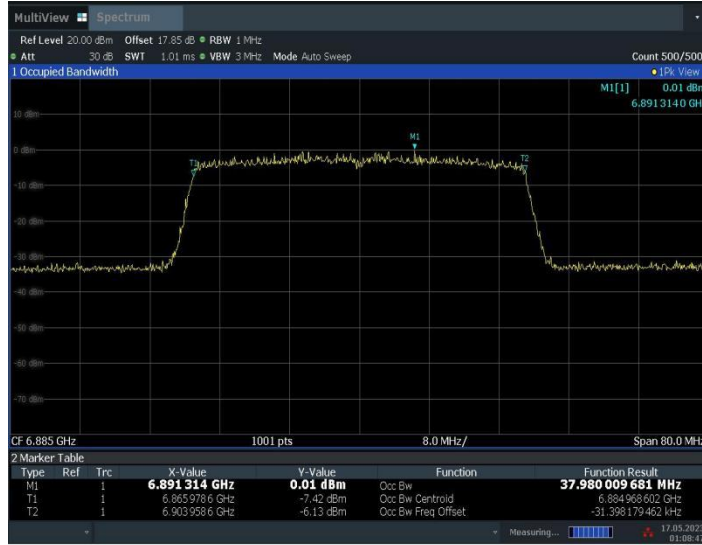 MultiView Spectrum
Ref Level 20.00 dBm Offset 17.85 dB RBW 1 MHz
Att 30 dB SWT 1.01 ms VBW 3 MHz Mode Auto Sweep Count 500/500
1 Occupied Bandwidth 1Pk View
M1[1] 0.01 dBm
6.8913140 GH
10 dBm
M1
0 dBm
T1 T2
-10 dBm
-20 dBm
-30 dBm
-40 dBm
-50 dBm
-60 dBm
-70 dBm
CF 6.885 GHz 1001 pts 8.0 MHz/ Span 80.0 MHz
2 Marker Table
Type Ref Trc X-Value Y-Value Function Function Result
M1 1 6.891 314 GHz 0.01 dBm Occ Bw 37.980 009 681 MHz
T1 1 6.865 978 6 GHz -7.42 dBm Occ Bw Centroid 6.884 968 602 GHz
T2 1 6.903 958 6 GHz -6.13 dBm Occ Bw Freq Offset -31.398 179 462 kHz
Measuring... 17.05.2023
01:08:47